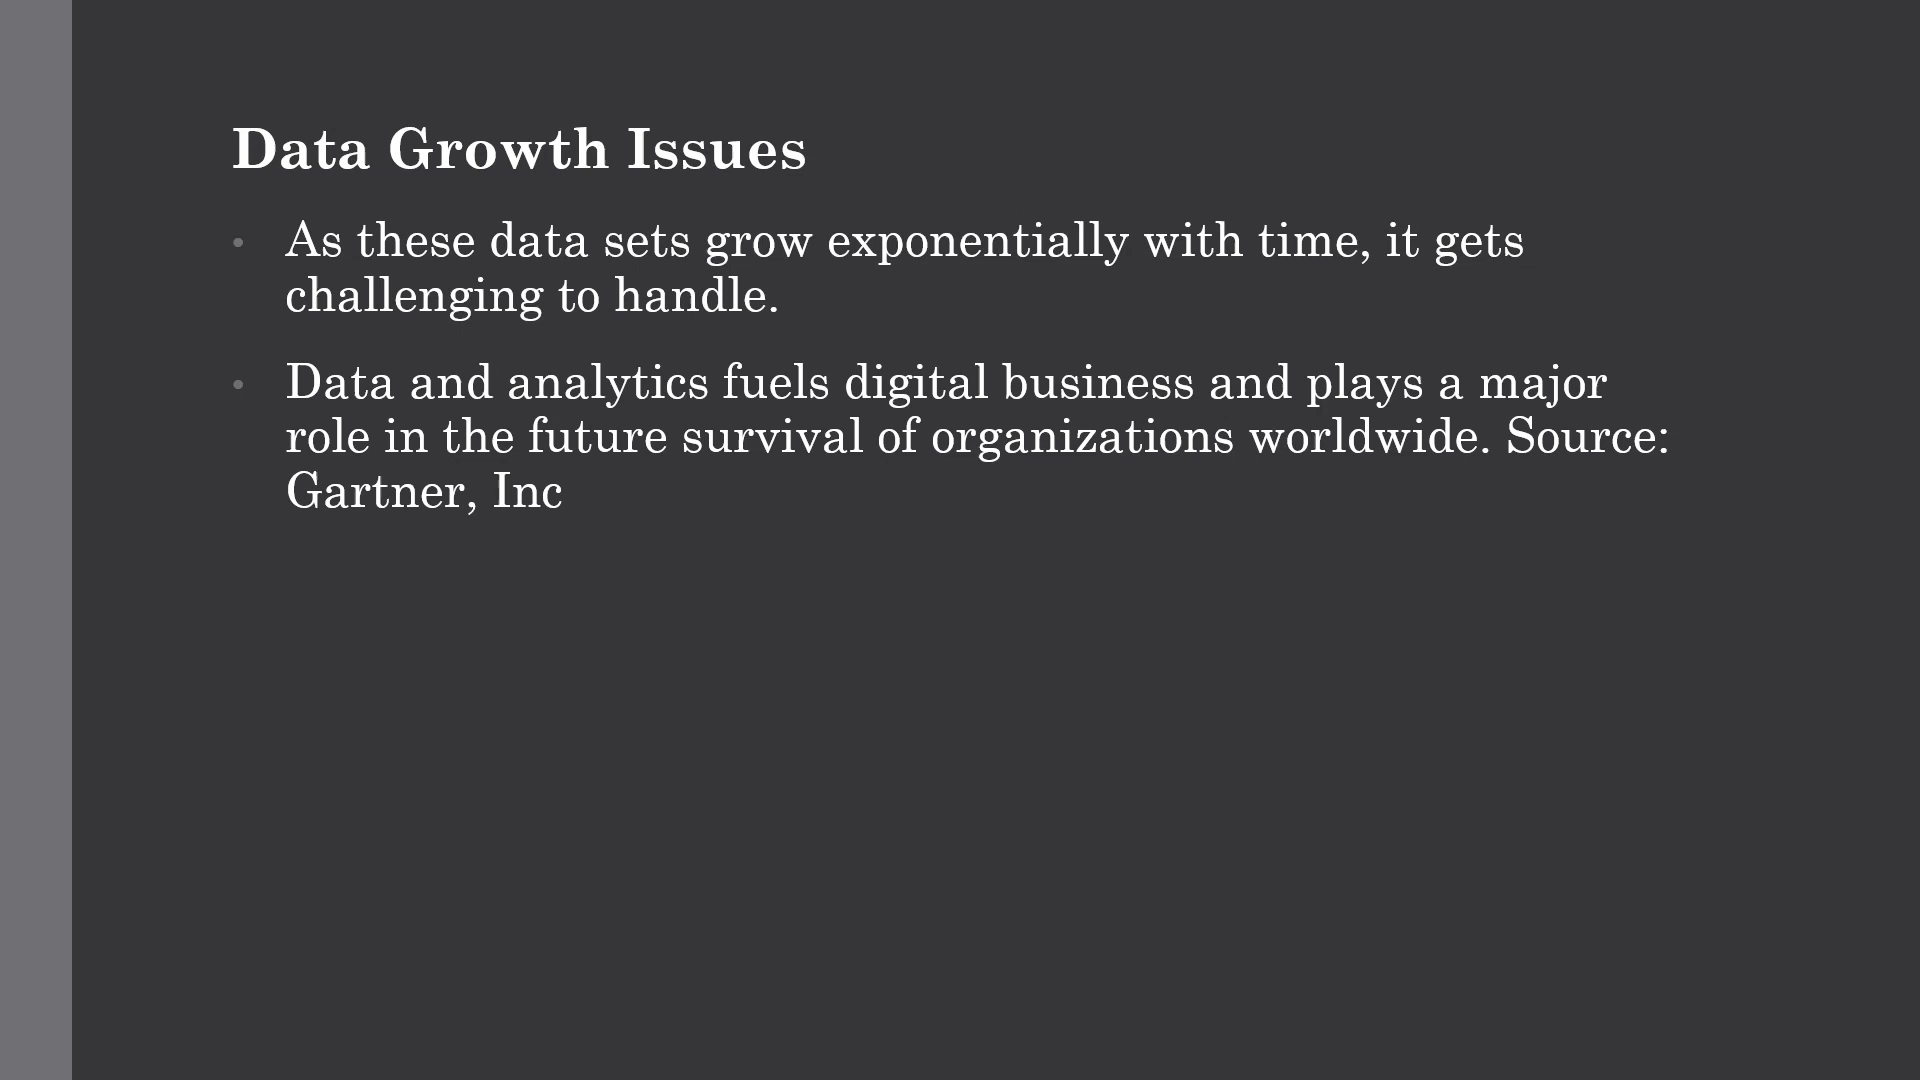 Data Growth Issues
• As these data sets grow exponentially with time, it gets
challenging to handle.
• Data and analytics fuels digital business and plays a major
role in the future survival of organizations worldwide. Source:
Gartner, Inc